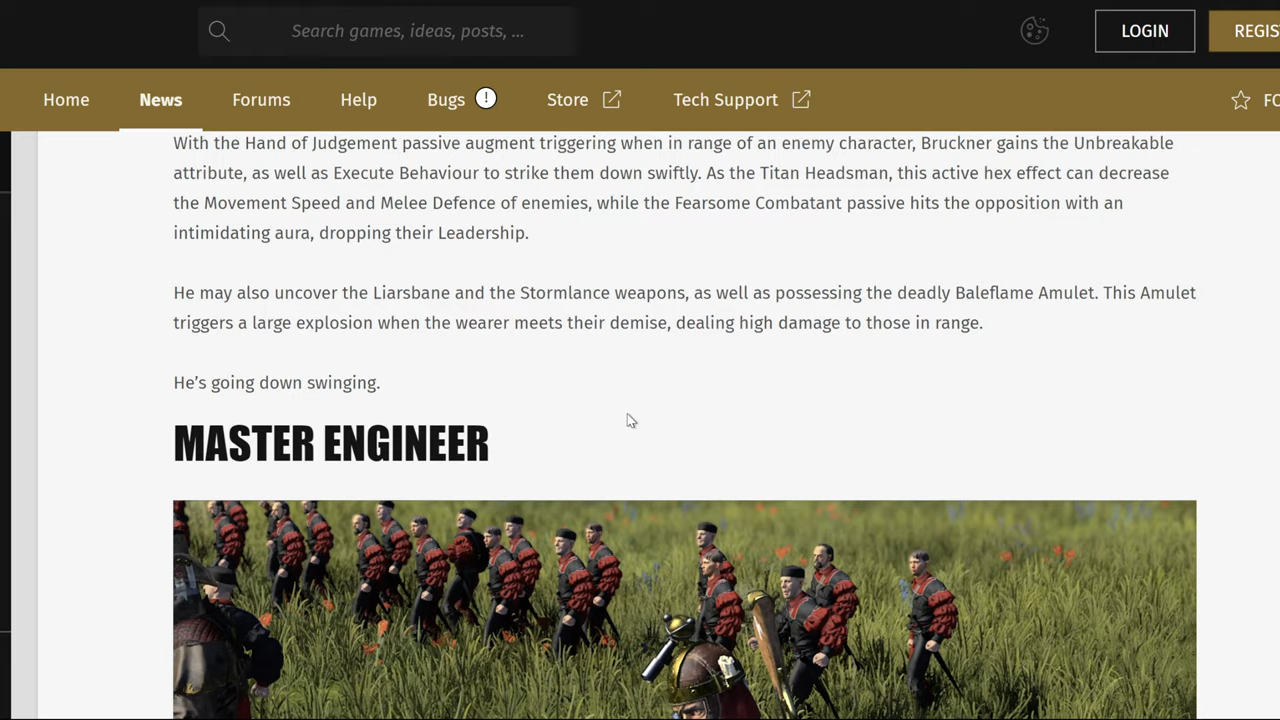 Search games, ideas, posts, ...
LOGIN
REGIS
Home
News
Forums
Help
Bugs
!
Store
Tech Support
FO
With the Hand of Judgement passive augment triggering when in range of an enemy character, Bruckner gains the Unbreakable
attribute, as well as Execute Behaviour to strike them down swiftly. As the Titan Headsman, this active hex effect can decrease
the Movement Speed and Melee Defence of enemies, while the Fearsome Combatant passive hits the opposition with an
intimidating aura, dropping their Leadership.
He may also uncover the Liarsbane and the Stormlance weapons, as well as possessing the deadly Baleflame Amulet. This Amulet
triggers a large explosion when the wearer meets their demise, dealing high damage to those in range.
He’s going down swinging.
MASTER ENGINEER